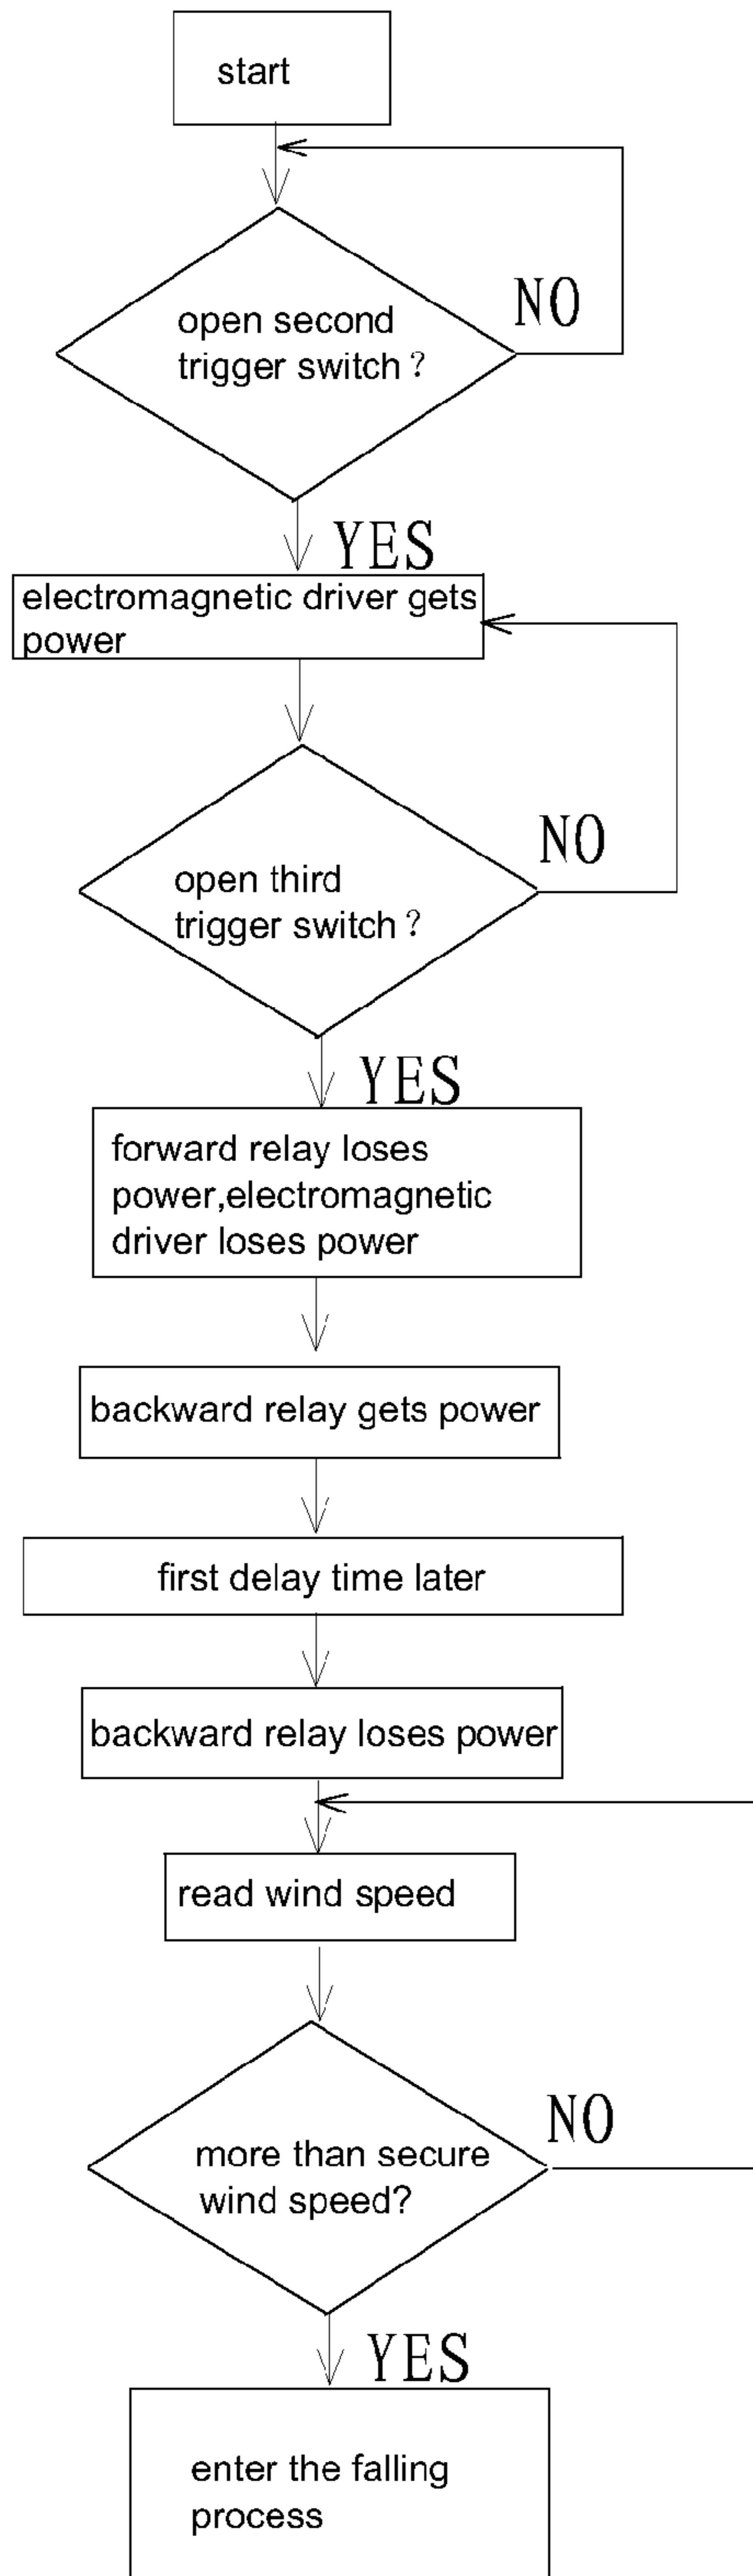 start
NO
open second
trigger switch？
YES
electromagnetic driver gets
power
NO
open third
trigger switch？
YES
forward relay loses
power,electromagnetic
driver loses power
backward relay gets power
first delay time later
backward relay loses power
read wind speed
NO
more than secure
wind speed?
YES
enter the falling
process